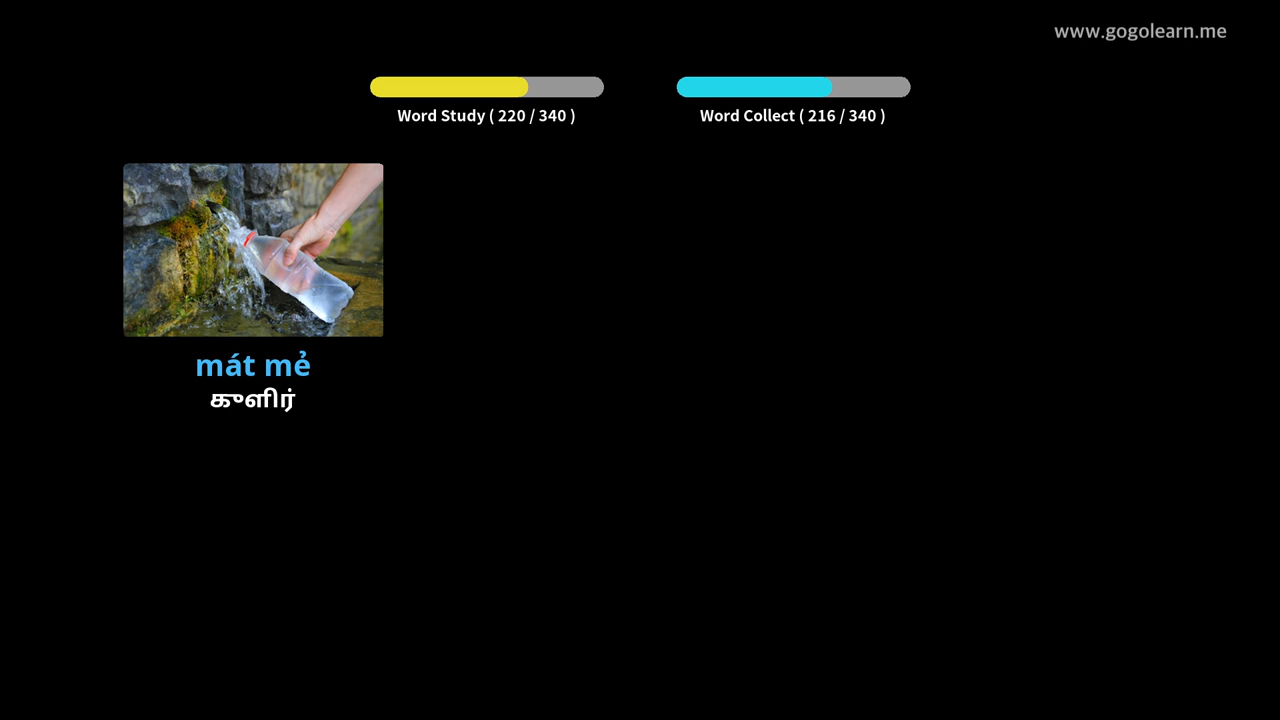 www.gogolearn.me
Word Study ( 220 / 340 )
Word Collect ( 216 / 340 )
mát mẻ
குளிர்